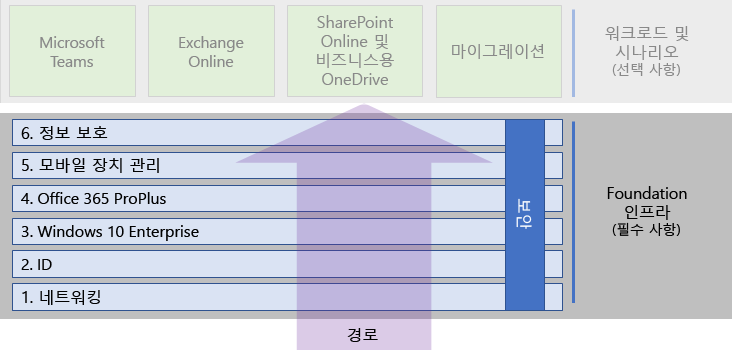 Microsoft
Teams
Exchange
Online
SharePoint
Online 및
비즈니스용
OneDrive
마이그레이션
워크로드 및
시나리오
(선택 사항)
6. 정보 보호
5. 모바일 장치 관리
4. Office 365 ProPlus
3. Windows 10 Enterprise
2. ID
1. 네트워킹
보안
Foundation
인프라
(필수 사항)
경로